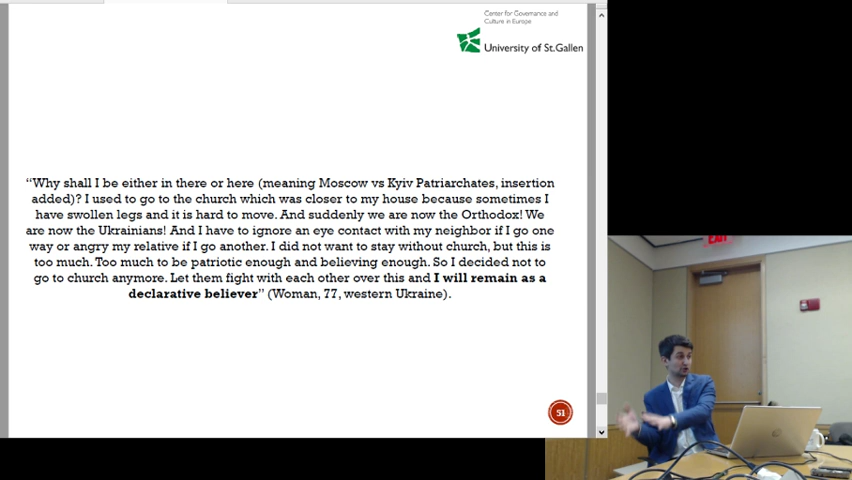 Center for Governance and
Culture in Europe
University of St.Gallen
“Why shall I be either in there or here (meaning Moscow vs Kyiv Patriarchates, insertion
added)? I used to go to the church which was closer to my house because sometimes I
have swollen legs and it is hard to move. And suddenly we are now the Orthodox! We
are now the Ukrainians! And I have to ignore an eye contact with my neighbor if I go one
way or angry my relative if I go another. I did not want to stay without church, but this is
too much. Too much to be patriotic enough and believing enough. So I decided not to
go to church anymore. Let them fight with each other over this and I will remain as a
declarative believer” (Woman, 77, western Ukraine).
51
EXIT